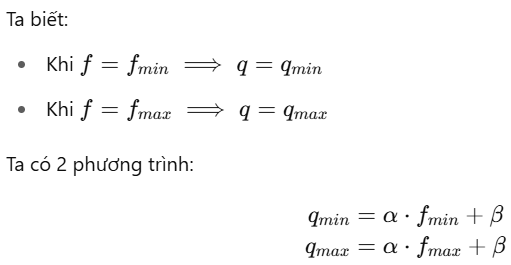 Ta biết:
• Khi f = f_min ⟹ q = q_min
• Khi f = f_max ⟹ q = q_max
Ta có 2 phương trình:
q_min = α · f_min + β
q_max = α · f_max + β